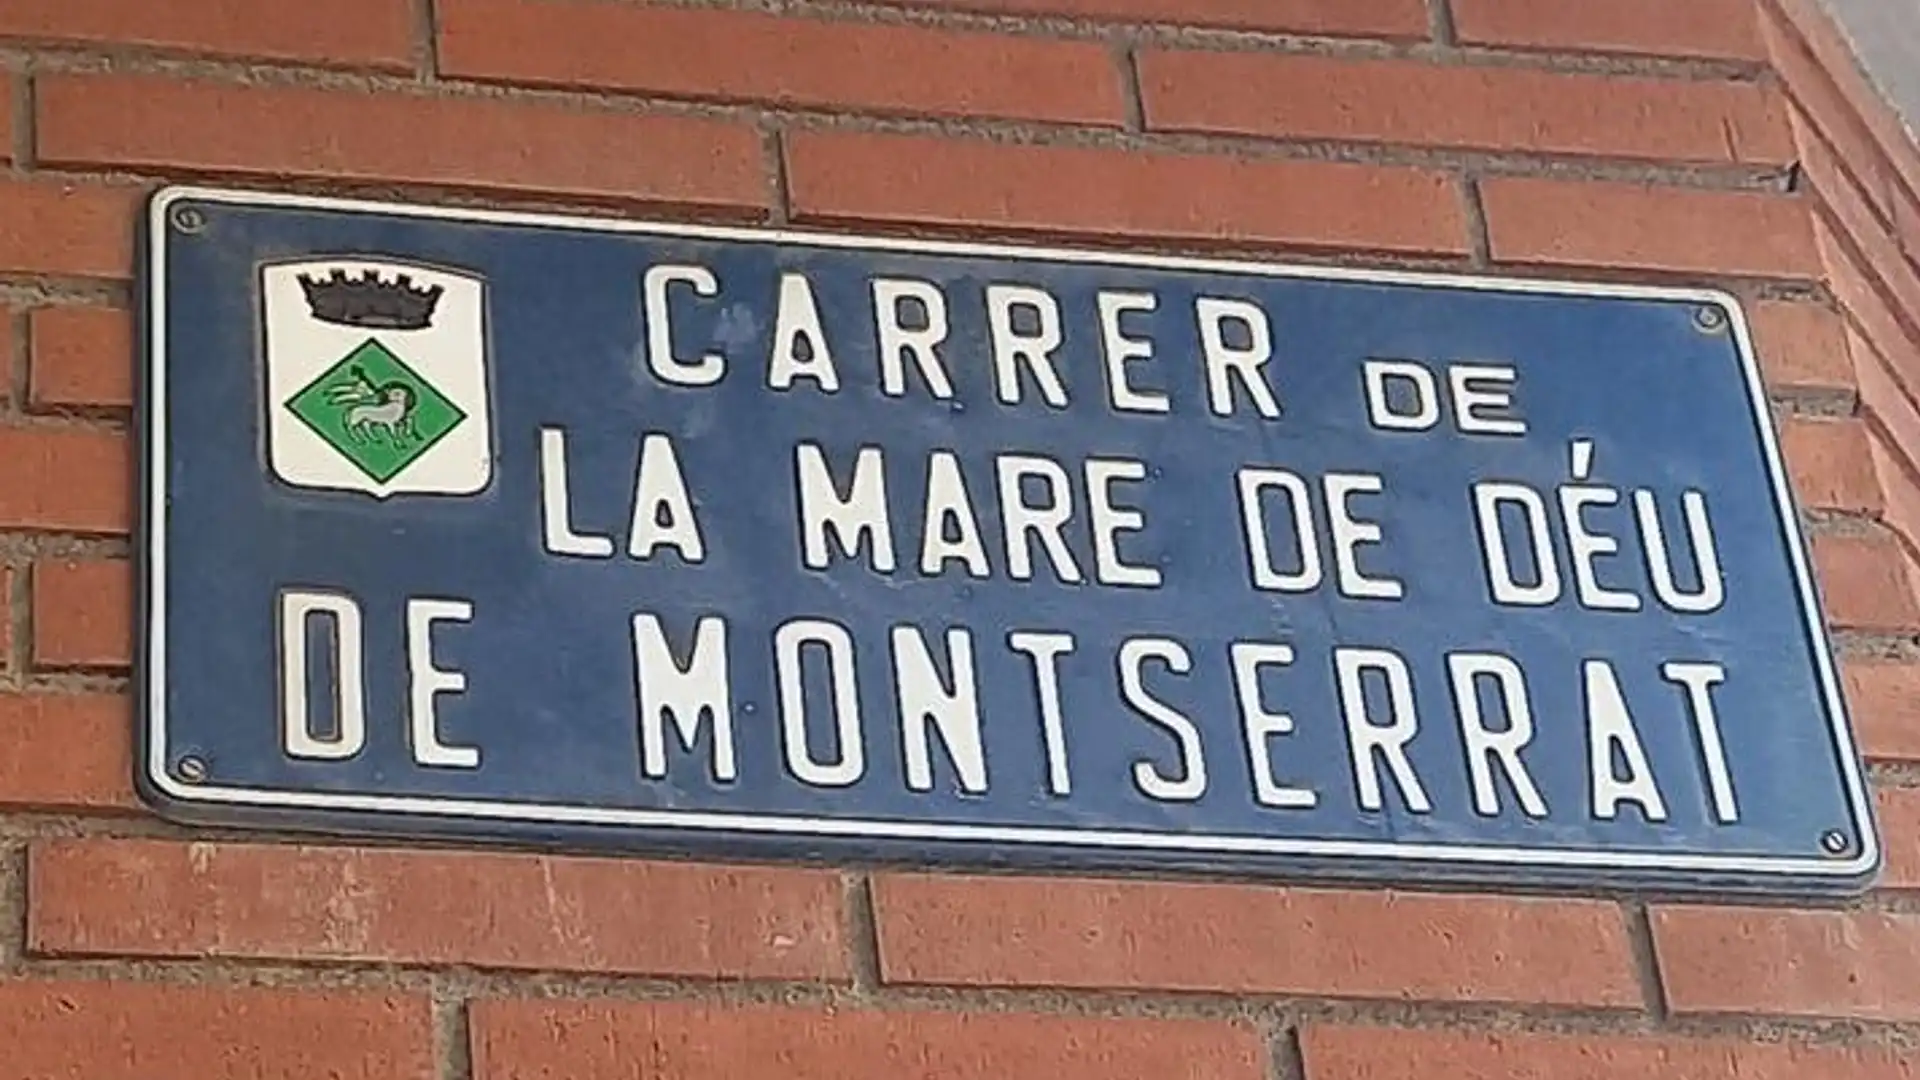 CARRER DE
LA MARE DE DÉU
DE MONTSERRAT